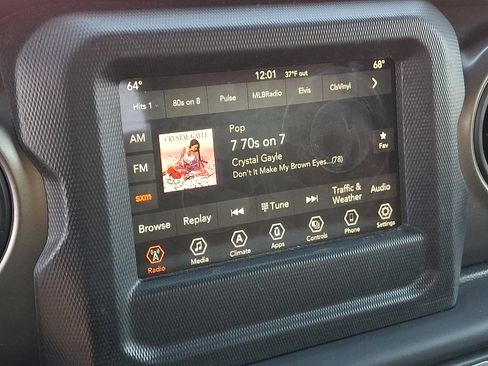 64° 12:01 37°F out 68°
Hits 1 80s on 8 Pulse MLBRadio Elvis ClsVinyl
AM
FM
sxm
CRYSTAL GAYLE
Pop
7 70s on 7
Crystal Gayle
Don't It Make My Brown Eyes...(78)
Fav
Browse Replay Tune Traffic & Weather Audio
Radio Media Climate Apps Controls Phone Settings